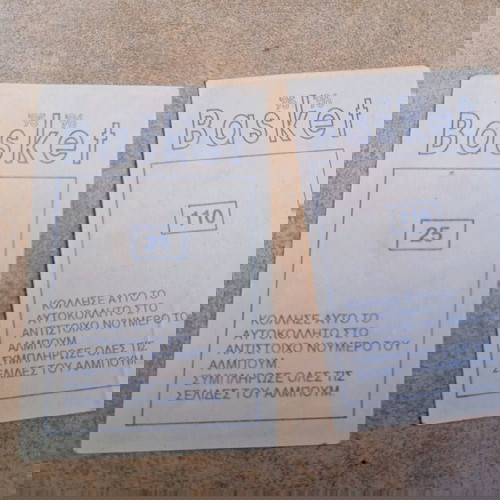 Basket
110
ΚΟΛΛΗΣΕ ΑΥΤΟ ΤΟ
ΑΥΤΟΚΟΛΛΗΤΟ ΣΤΟ
ΑΝΤΙΣΤΟΙΧΟ ΝΟΥΜΕΡΟ ΤΟ
ΑΛΜΠΟΥΜ
ΣΥΜΠΛΗΡΩΣΕ ΟΛΕΣ ΤΙΣ
ΣΕΛΙΔΕΣ ΤΟΥ ΑΛΜΠΟΥΜ.
Basket
25
ΚΟΛΛΗΣΕ ΑΥΤΟ ΤΟ
ΑΥΤΟΚΟΛΛΗΤΟ ΣΤΟ
ΑΝΤΙΣΤΟΙΧΟ ΝΟΥΜΕΡΟ ΤΟΥ
ΑΛΜΠΟΥΜ.
ΣΥΜΠΛΗΡΩΣΕ ΟΛΕΣ ΤΙΣ
ΣΕΛΙΔΕΣ ΤΟΥ ΑΛΜΠΟΥΜ.